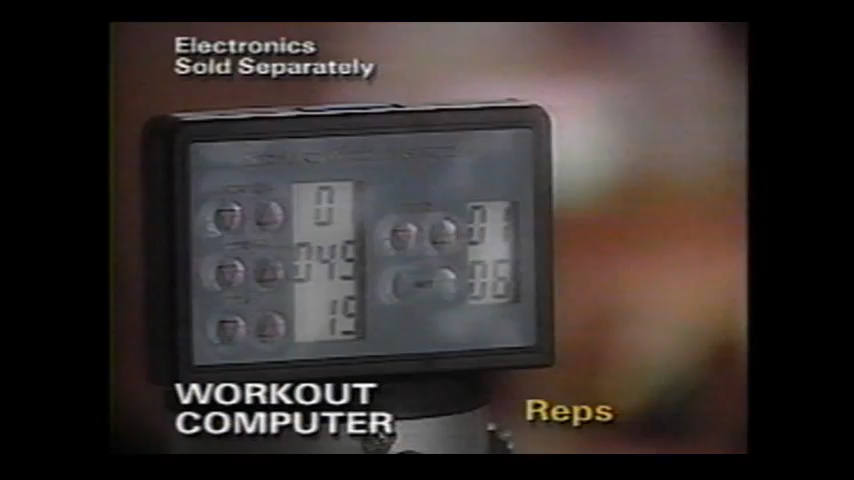 Electronics
Sold Separately
0
049
19
01
06
WORKOUT
COMPUTER
Reps